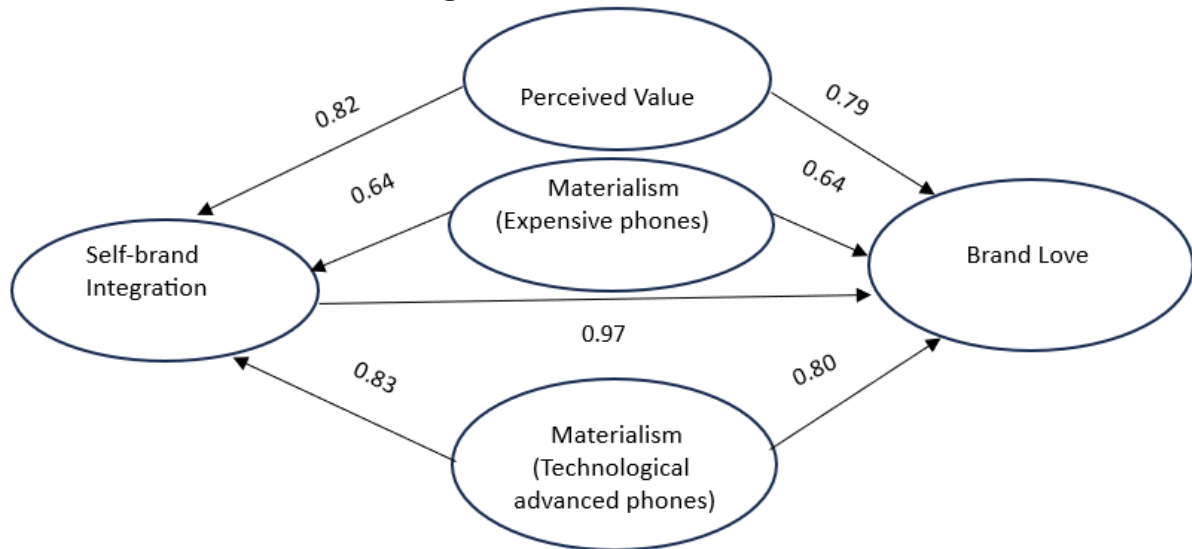 Perceived Value
0.82
0.79
Materialism
(Expensive phones)
0.64
0.64
Self-brand
Integration
Brand Love
0.97
0.83
0.80
Materialism
(Technological
advanced phones)